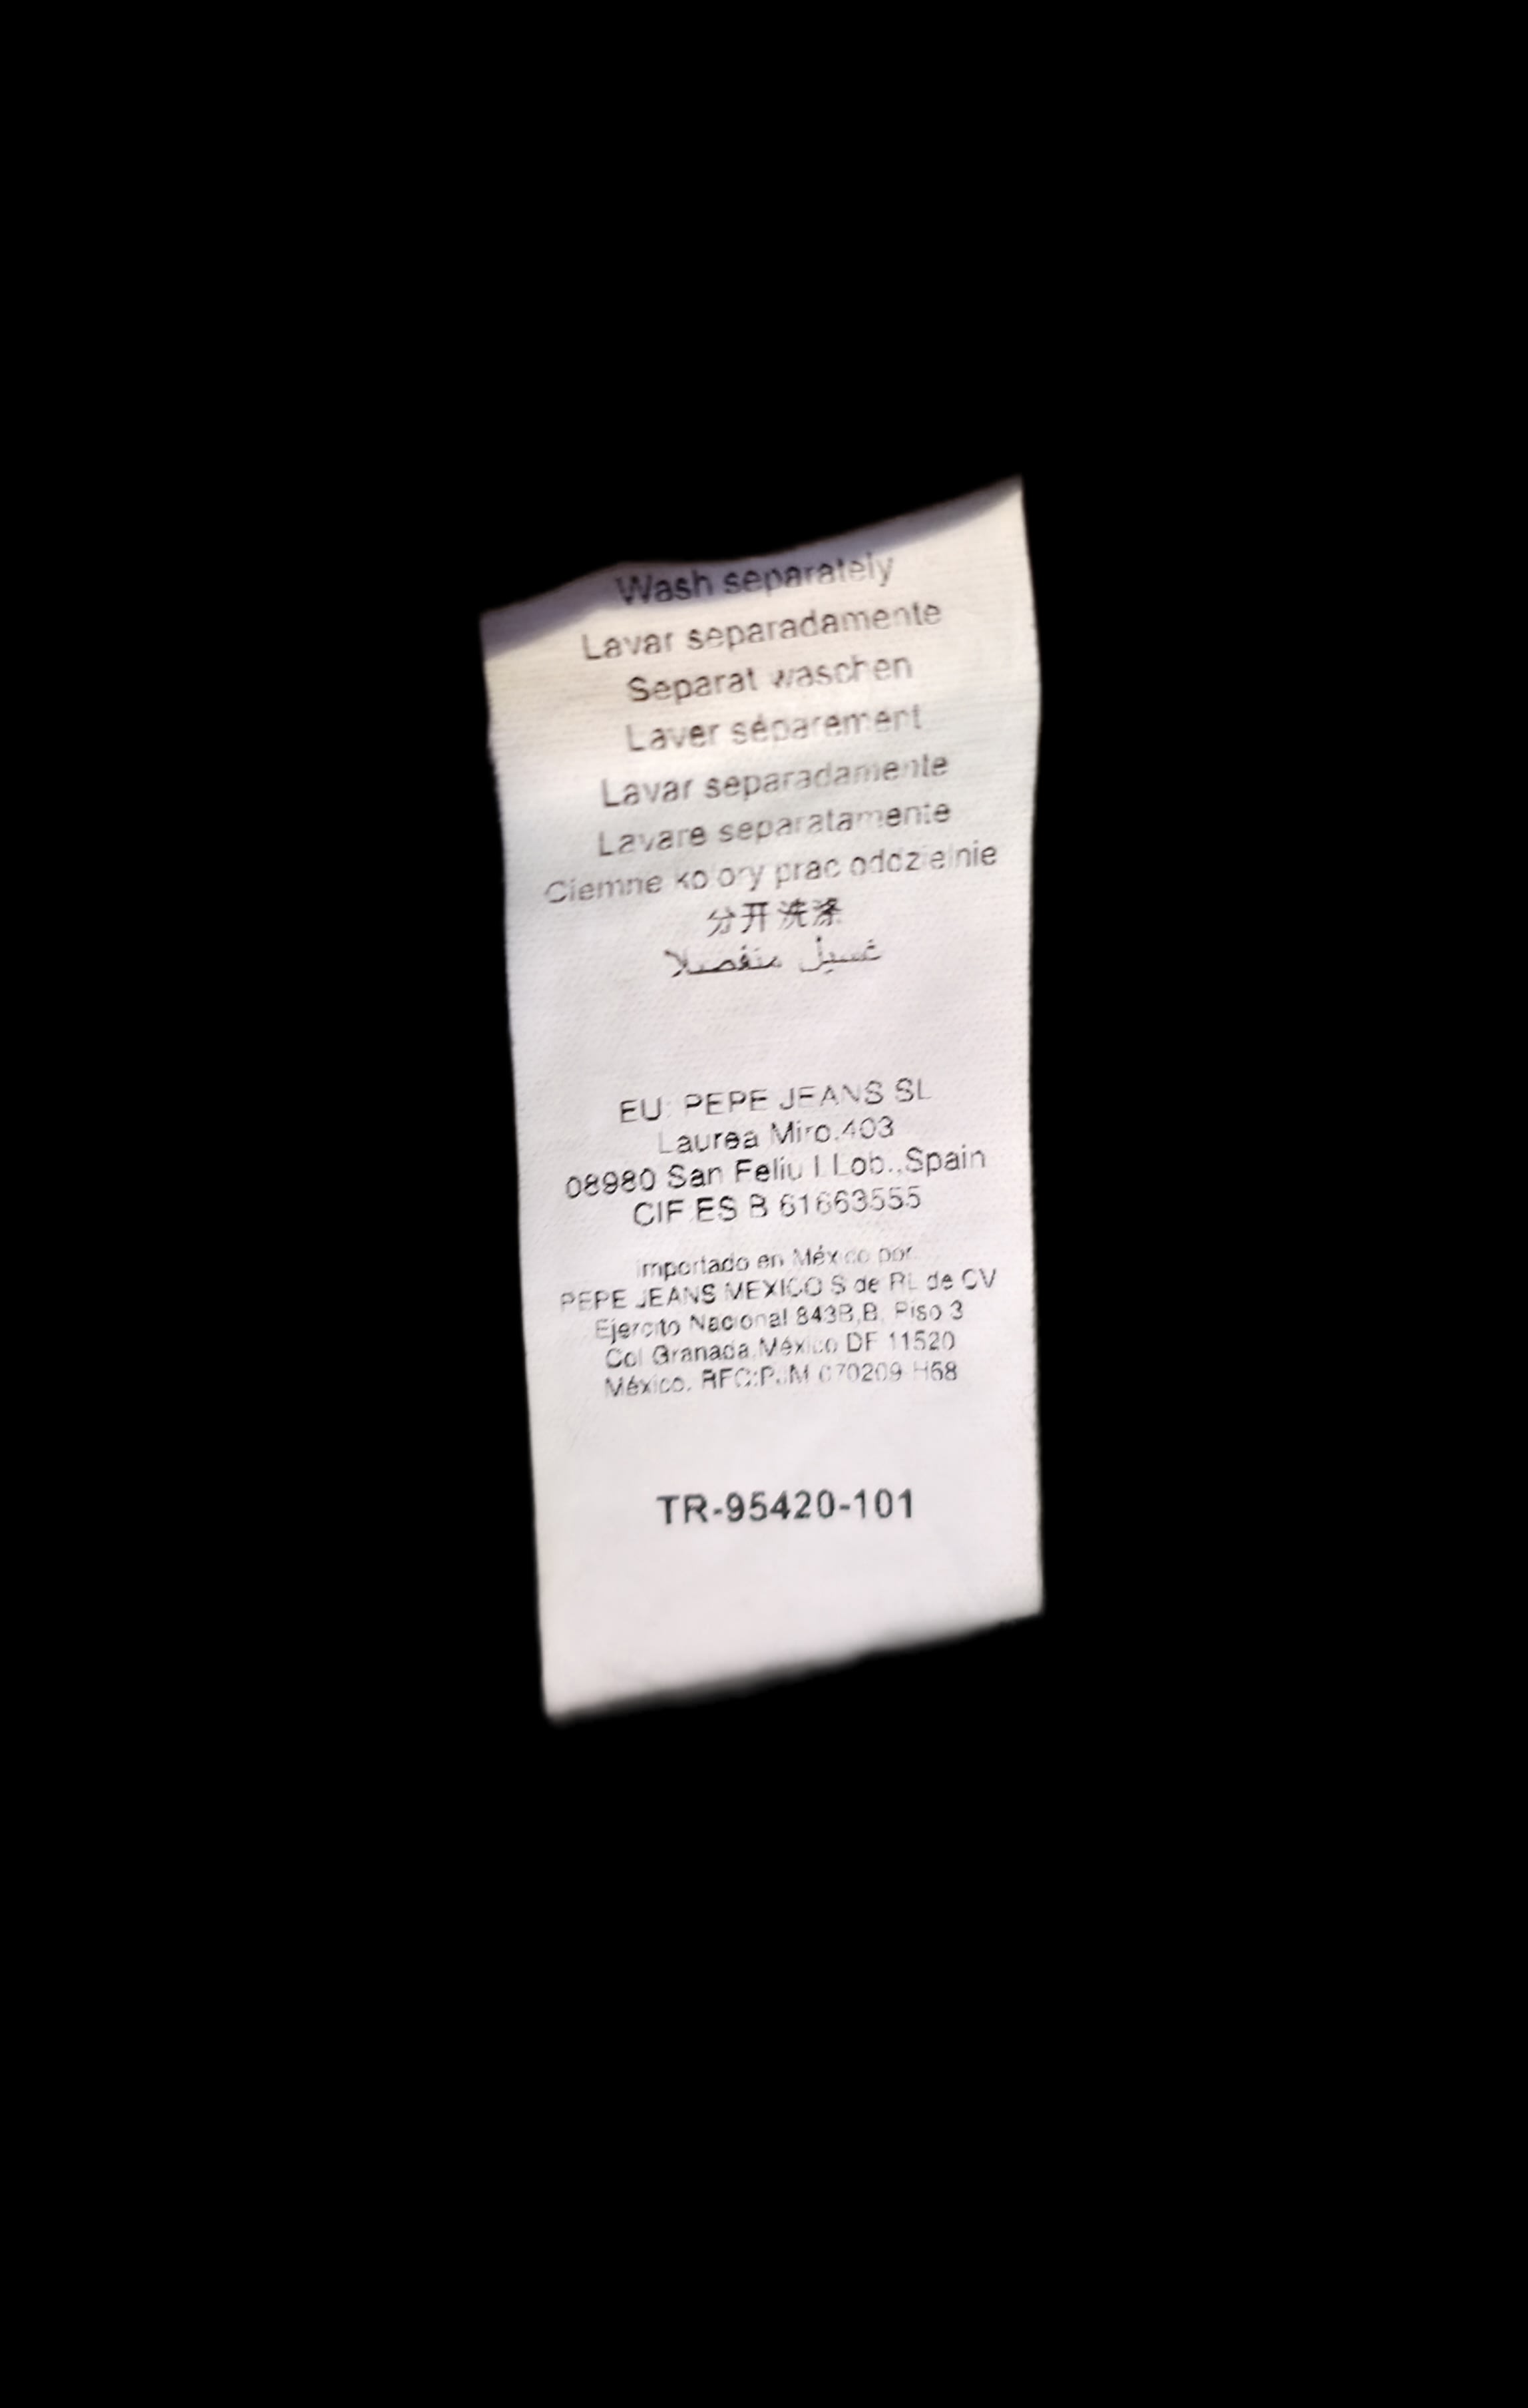 Wash separately
Lavar separadamente
Separat waschen
Laver séparément
Lavar separadamente
Lavare separatamente
Ciemne kolory prac oddzielnie
分开洗涤
غسيل منفصلا
EU: PEPE JEANS SL
Laurea Miro,403
08980 San Feliu l Lob.,Spain
CIF:ES B 61663555
Importado en México por:
PEPE JEANS MEXICO S de RL de CV
Ejercito Nacional 843B,B, Piso 3
Col Granada,México DF 11520
México. RFC:PJM 070209 H68
TR-95420-101